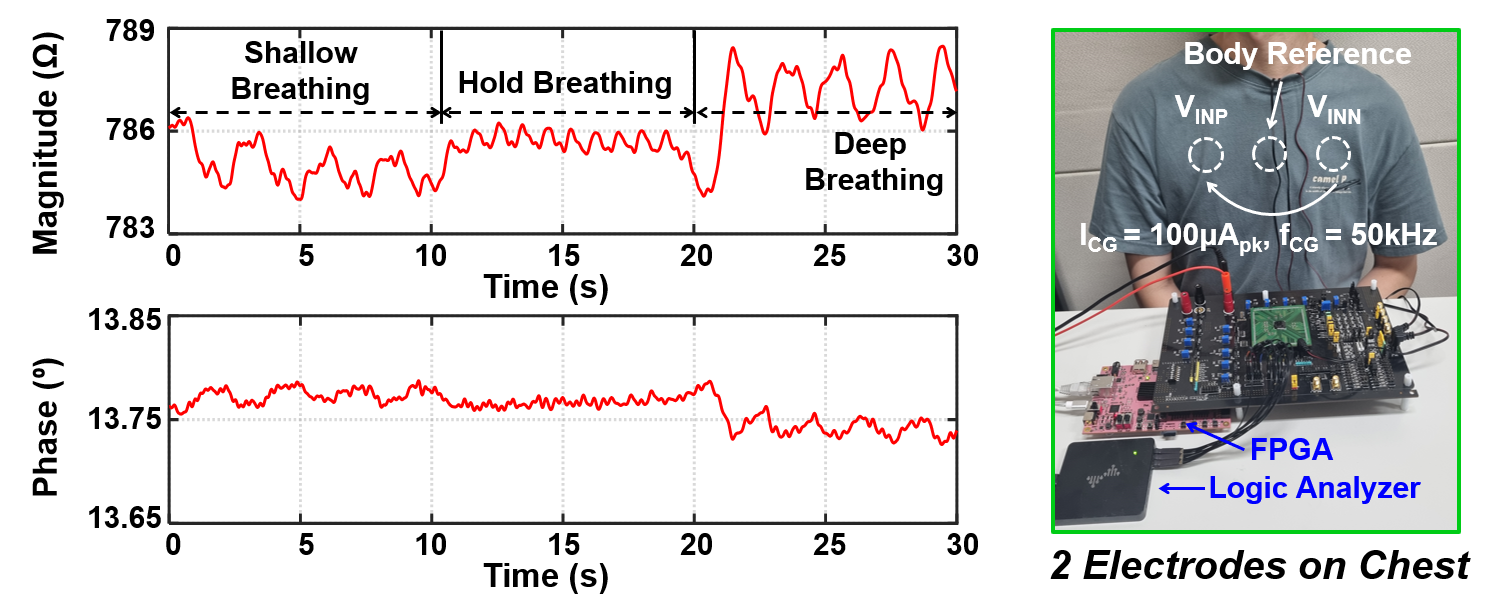 789
786
783
Magnitude (Ω)
Shallow
Breathing
Hold Breathing
Deep
Breathing
0 5 10 15 20 25 30
Time (s)
13.85
13.75
13.65
Phase (º)
0 5 10 15 20 25 30
Time (s)
Body Reference
VINP VINN
camel P
ICG = 100µApk, fCG = 50kHz
FPGA
Logic Analyzer
2 Electrodes on Chest